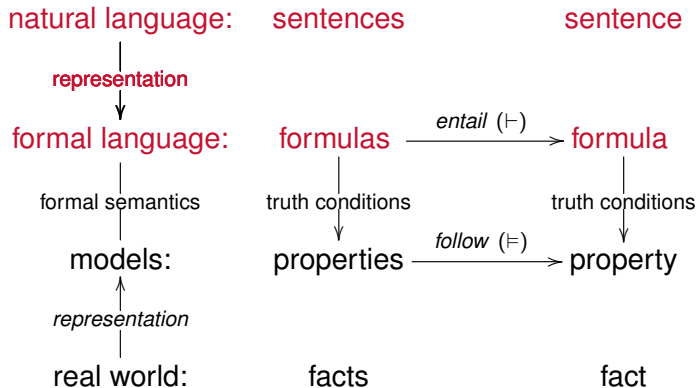 natural language: sentences sentence
representation
formal language: formulas entail (⊢) formula
formal semantics truth conditions truth conditions
models: properties follow (⊨) property
representation
real world: facts fact